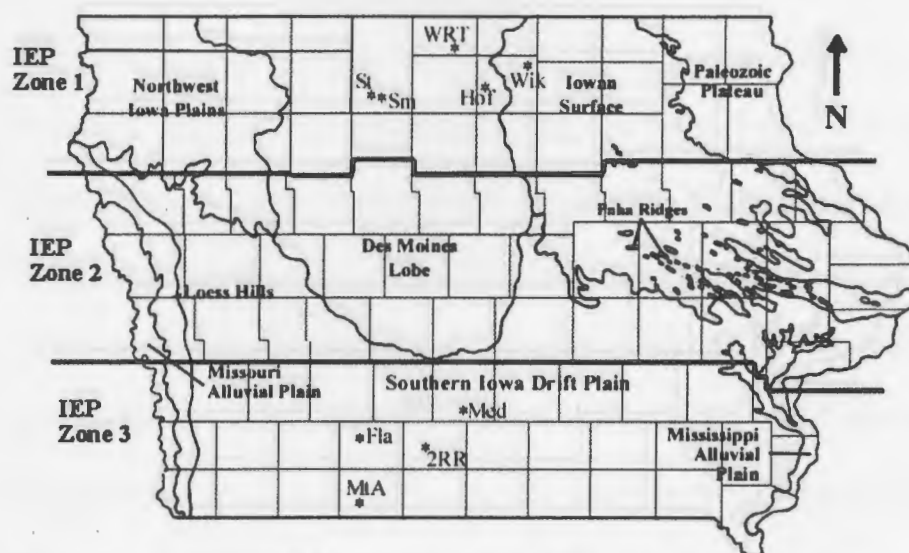 IEP
Zone 1
WRT
*
Northwest
Iowa Plains
St
**
Sm
Hof
*
Wik
*
Iowan
Surface
Paleozoic
Plateau
N
IEP
Zone 2
Paha Ridges
Des Moines
Lobe
Loess Hills
Missouri
Alluvial Plain
Southern Iowa Drift Plain
IEP
Zone 3
*Med
*Fla
*2RR
MtA
*
Mississippi
Alluvial
Plain